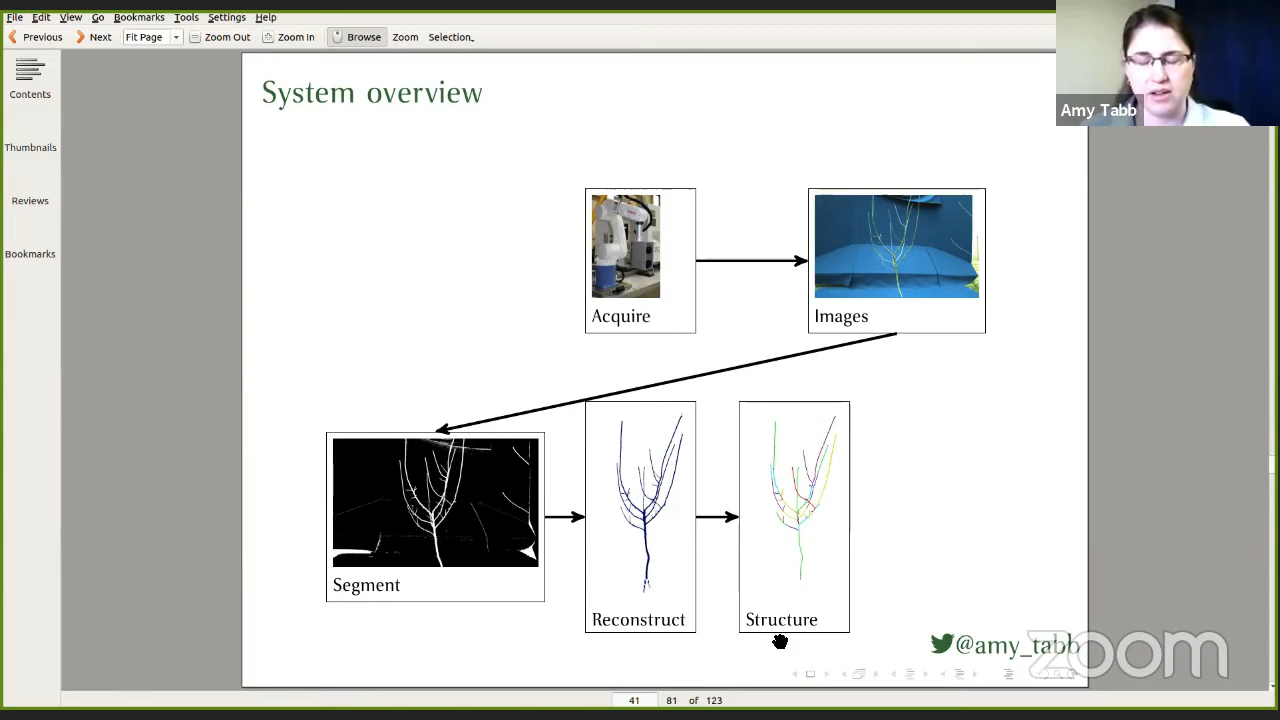 File Edit View Go Bookmarks Tools Settings Help
Previous Next Fit Page Zoom Out Zoom In Browse Zoom Selection
Contents
Thumbnails
Reviews
Bookmarks
System overview
Amy Tabb
Acquire
Images
Segment
Reconstruct
Structure
@amy_tabb
zoom
41 81 of 123